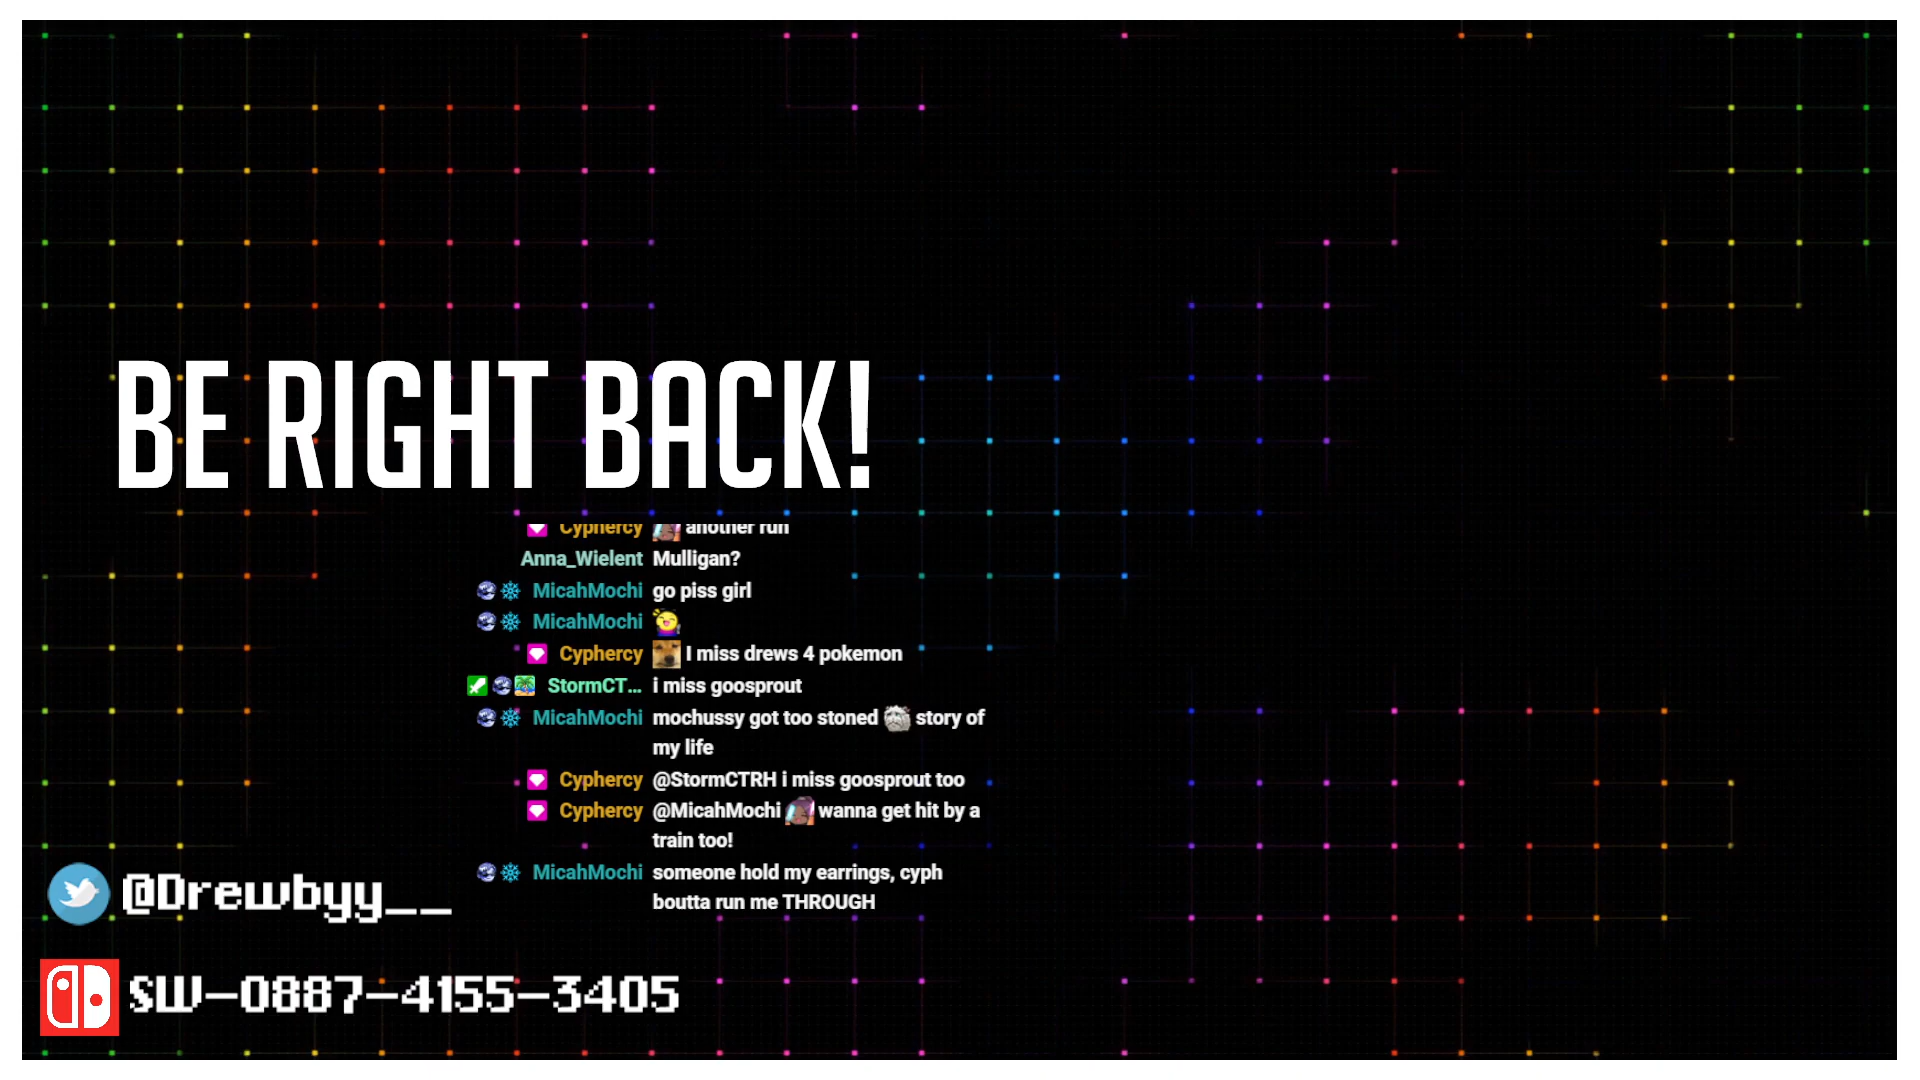 BE RIGHT BACK!
Cyphercy another run
Anna_Wielent Mulligan?
MicahMochi go piss girl
MicahMochi
Cyphercy I miss drews 4 pokemon
StormCT... i miss goosprout
MicahMochi mochussy got too stoned story of
my life
Cyphercy @StormCTRH i miss goosprout too
Cyphercy @MicahMochi wanna get hit by a
train too!
MicahMochi someone hold my earrings, cyph
boutta run me THROUGH
@Drewbyy__
SW-0887-4155-3405